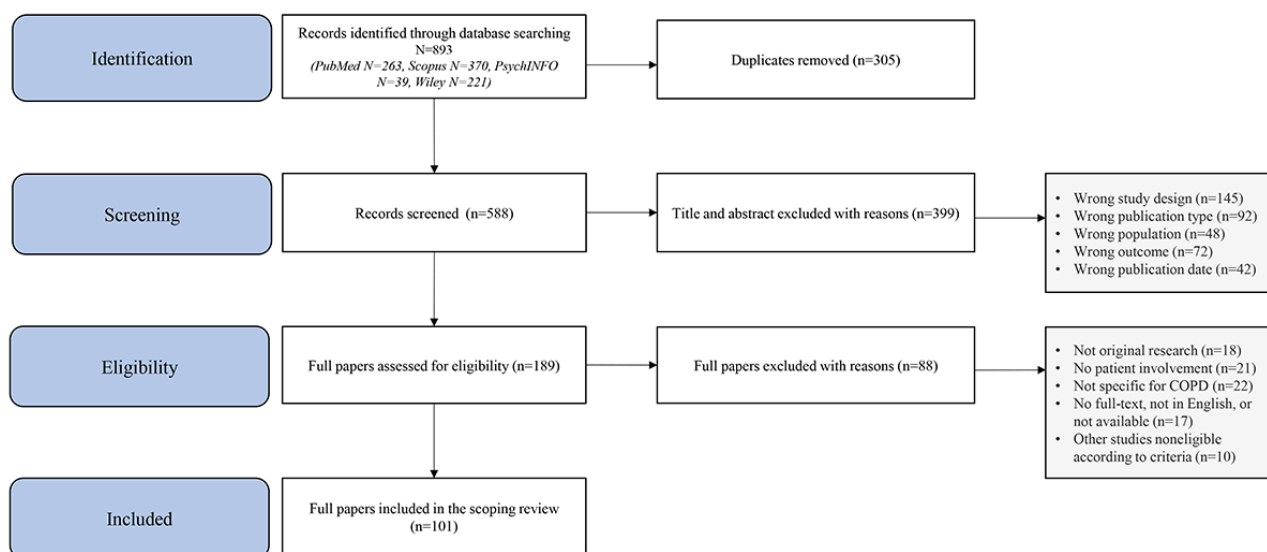 Identification
Records identified through database searching
N=893
(PubMed N=263, Scopus N=370, PsychINFO
N=39, Wiley N=221)
Duplicates removed (n=305)
Screening
Records screened (n=588)
Title and abstract excluded with reasons (n=399)
• Wrong study design (n=145)
• Wrong publication type (n=92)
• Wrong population (n=48)
• Wrong outcome (n=72)
• Wrong publication date (n=42)
Eligibility
Full papers assessed for eligibility (n=189)
Full papers excluded with reasons (n=88)
• Not original research (n=18)
• No patient involvement (n=21)
• Not specific for COPD (n=22)
• No full-text, not in English, or
not available (n=17)
• Other studies noneligible
according to criteria (n=10)
Included
Full papers included in the scoping review
(n=101)